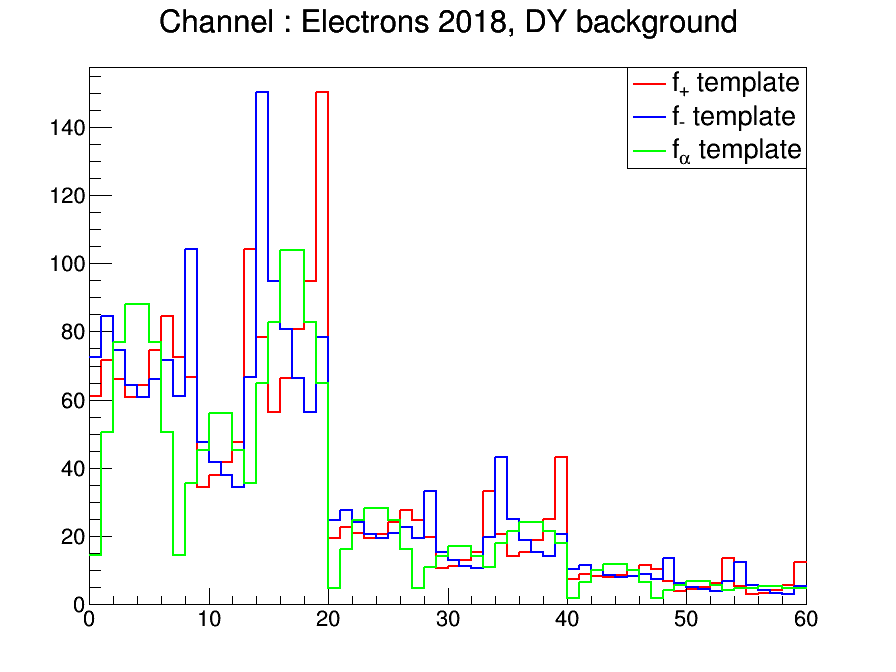 Channel : Electrons 2018, DY background
f+ template
f- template
fα template
140
120
100
80
60
40
20
0
0 10 20 30 40 50 60